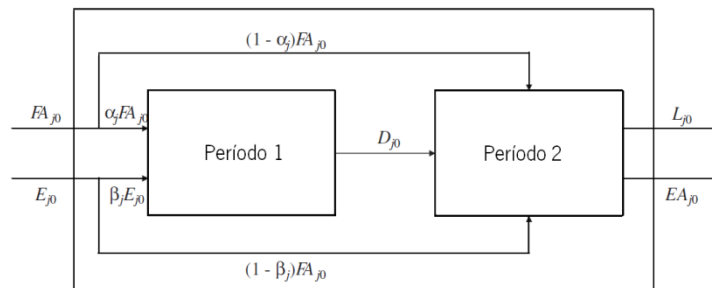 (1 - αj)FAj0
FAj0
αjFAj0
Período 1
Dj0
Período 2
Lj0
Ej0
βjEj0
EAj0
(1 - βj)FAj0